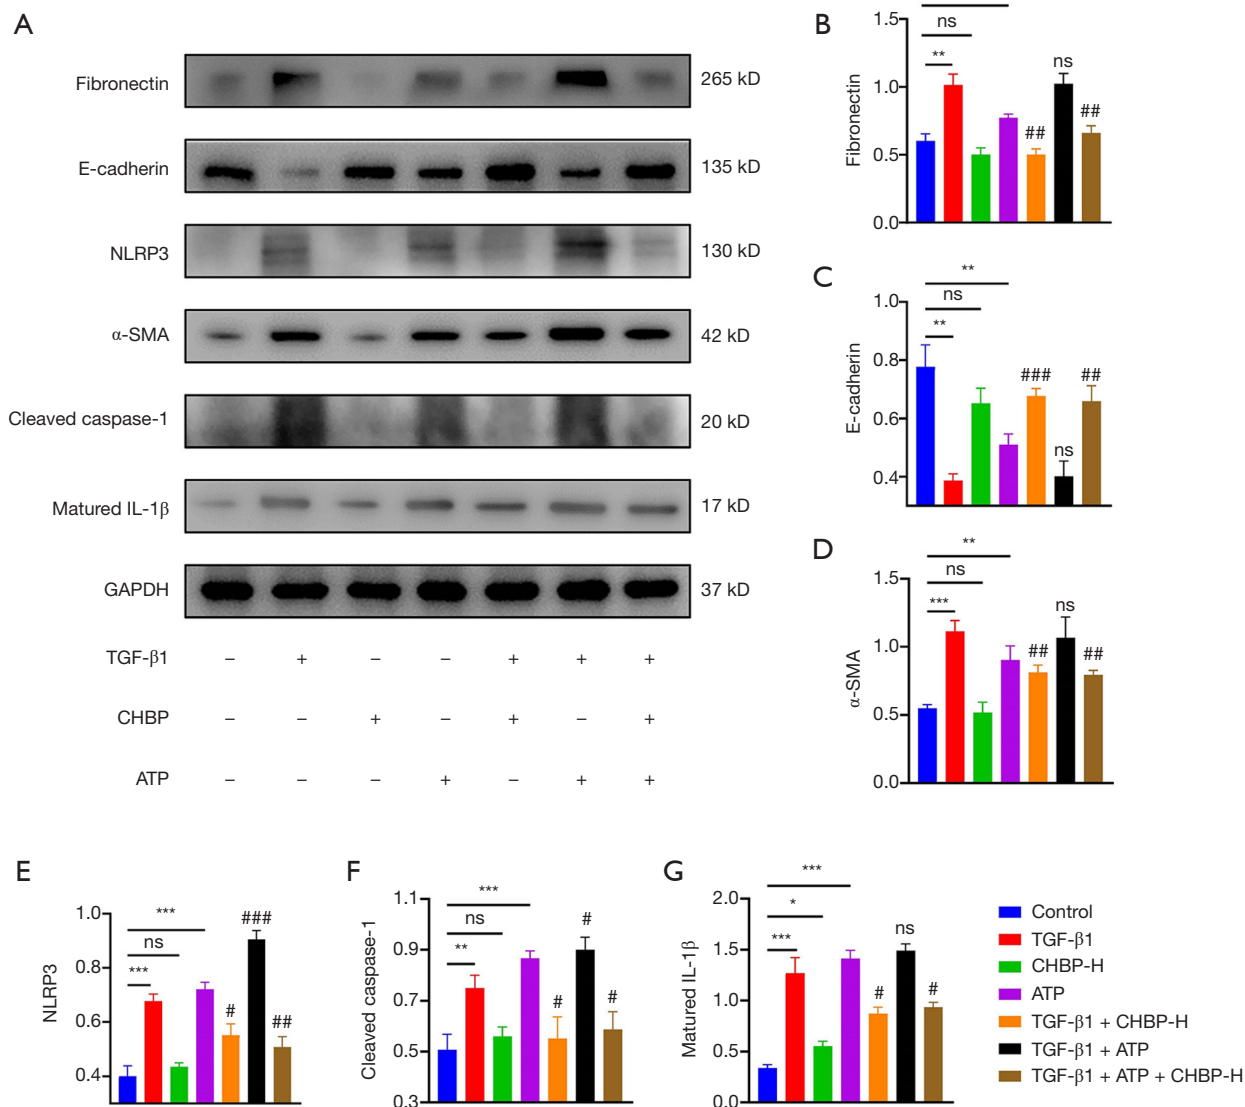 A
Fibronectin 265 kD
E-cadherin 135 kD
NLRP3 130 kD
α-SMA 42 kD
Cleaved caspase-1 20 kD
Matured IL-1β 17 kD
GAPDH 37 kD
TGF-β1 – + – – + + +
CHBP – – + – + – +
ATP – – – + – + +
B
Fibronectin
1.5
1.0
0.5
0.0
ns
**
##
ns
##
C
E-cadherin
1.0
0.8
0.6
0.4
**
ns
**
###
ns
##
D
α-SMA
1.5
1.0
0.5
0.0
**
ns
***
##
ns
##
E
NLRP3
1.0
0.8
0.6
0.4
***
ns
***
#
###
##
F
Cleaved caspase-1
1.1
0.9
0.7
0.5
0.3
***
ns
**
#
#
#
G
Matured IL-1β
2.0
1.5
1.0
0.5
0.0
***
*
***
#
ns
#
Control
TGF-β1
CHBP-H
ATP
TGF-β1 + CHBP-H
TGF-β1 + ATP
TGF-β1 + ATP + CHBP-H